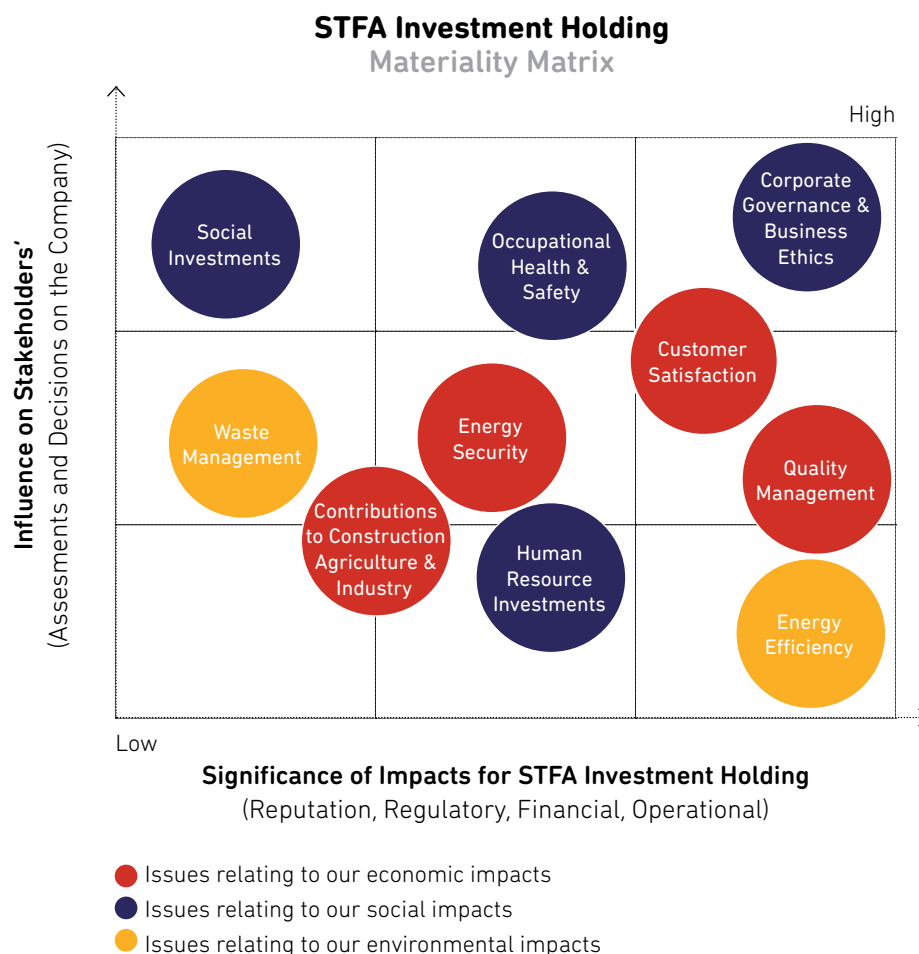 STFA Investment Holding
Materiality Matrix
High
Influence on Stakeholders'
(Assesments and Decisions on the Company)
Social
Investments
Occupational
Health &
Safety
Corporate
Governance &
Business
Ethics
Customer
Satisfaction
Waste
Management
Energy
Security
Quality
Management
Contributions
to Construction
Agriculture &
Industry
Human
Resource
Investments
Energy
Efficiency
Low
Significance of Impacts for STFA Investment Holding
(Reputation, Regulatory, Financial, Operational)
Issues relating to our economic impacts
Issues relating to our social impacts
Issues relating to our environmental impacts